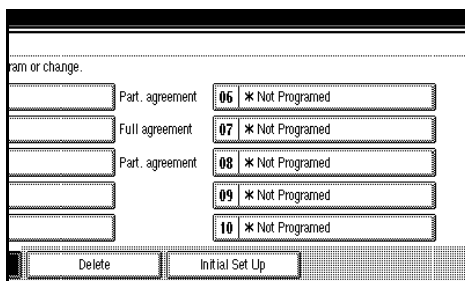 ram or change.
Part. agreement 06 * Not Programed
Full agreement 07 * Not Programed
Part. agreement 08 * Not Programed
09 * Not Programed
10 * Not Programed
Delete Initial Set Up